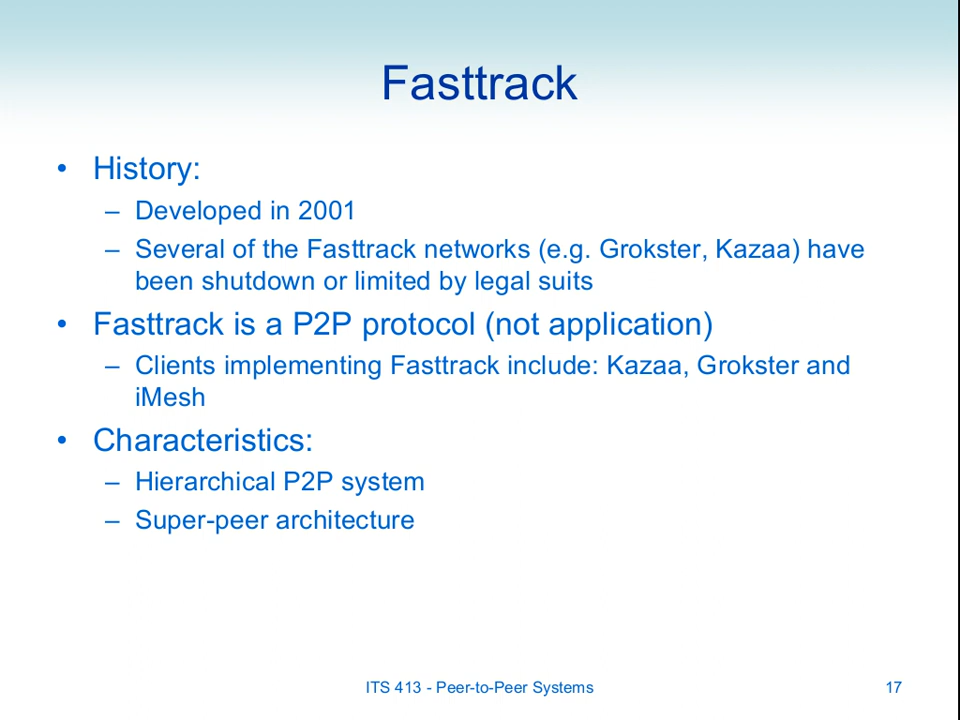 Fasttrack
• History:
– Developed in 2001
– Several of the Fasttrack networks (e.g. Grokster, Kazaa) have
been shutdown or limited by legal suits
• Fasttrack is a P2P protocol (not application)
– Clients implementing Fasttrack include: Kazaa, Grokster and
iMesh
• Characteristics:
– Hierarchical P2P system
– Super-peer architecture
ITS 413 - Peer-to-Peer Systems
17